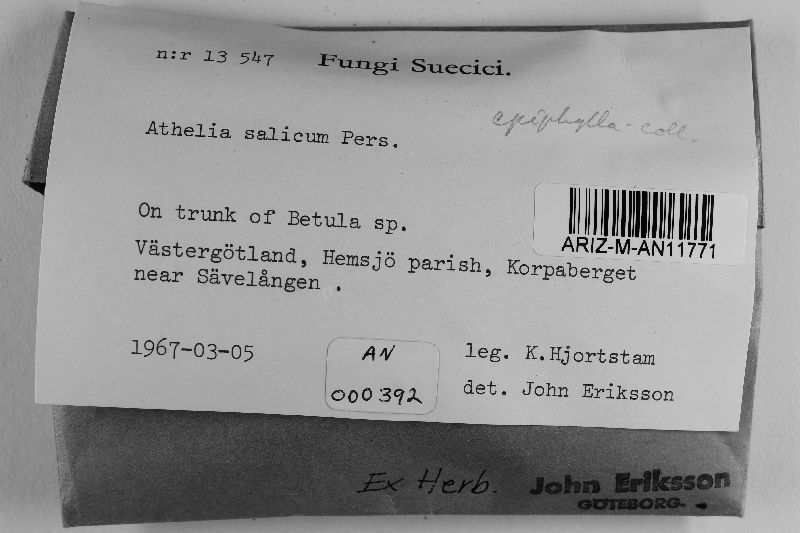 n:r 13 547 Fungi Suecici.
Athelia salicum Pers. epiphylla-coll.
On trunk of Betula sp.
ARIZ-M-AN11771
Västergötland, Hemsjö parish, Korpaberget
near Sävelången .
1967-03-05
AN
000392
leg. K.Hjortstam
det. John Eriksson
Ex Herb. John Eriksson
GÖTEBORG.